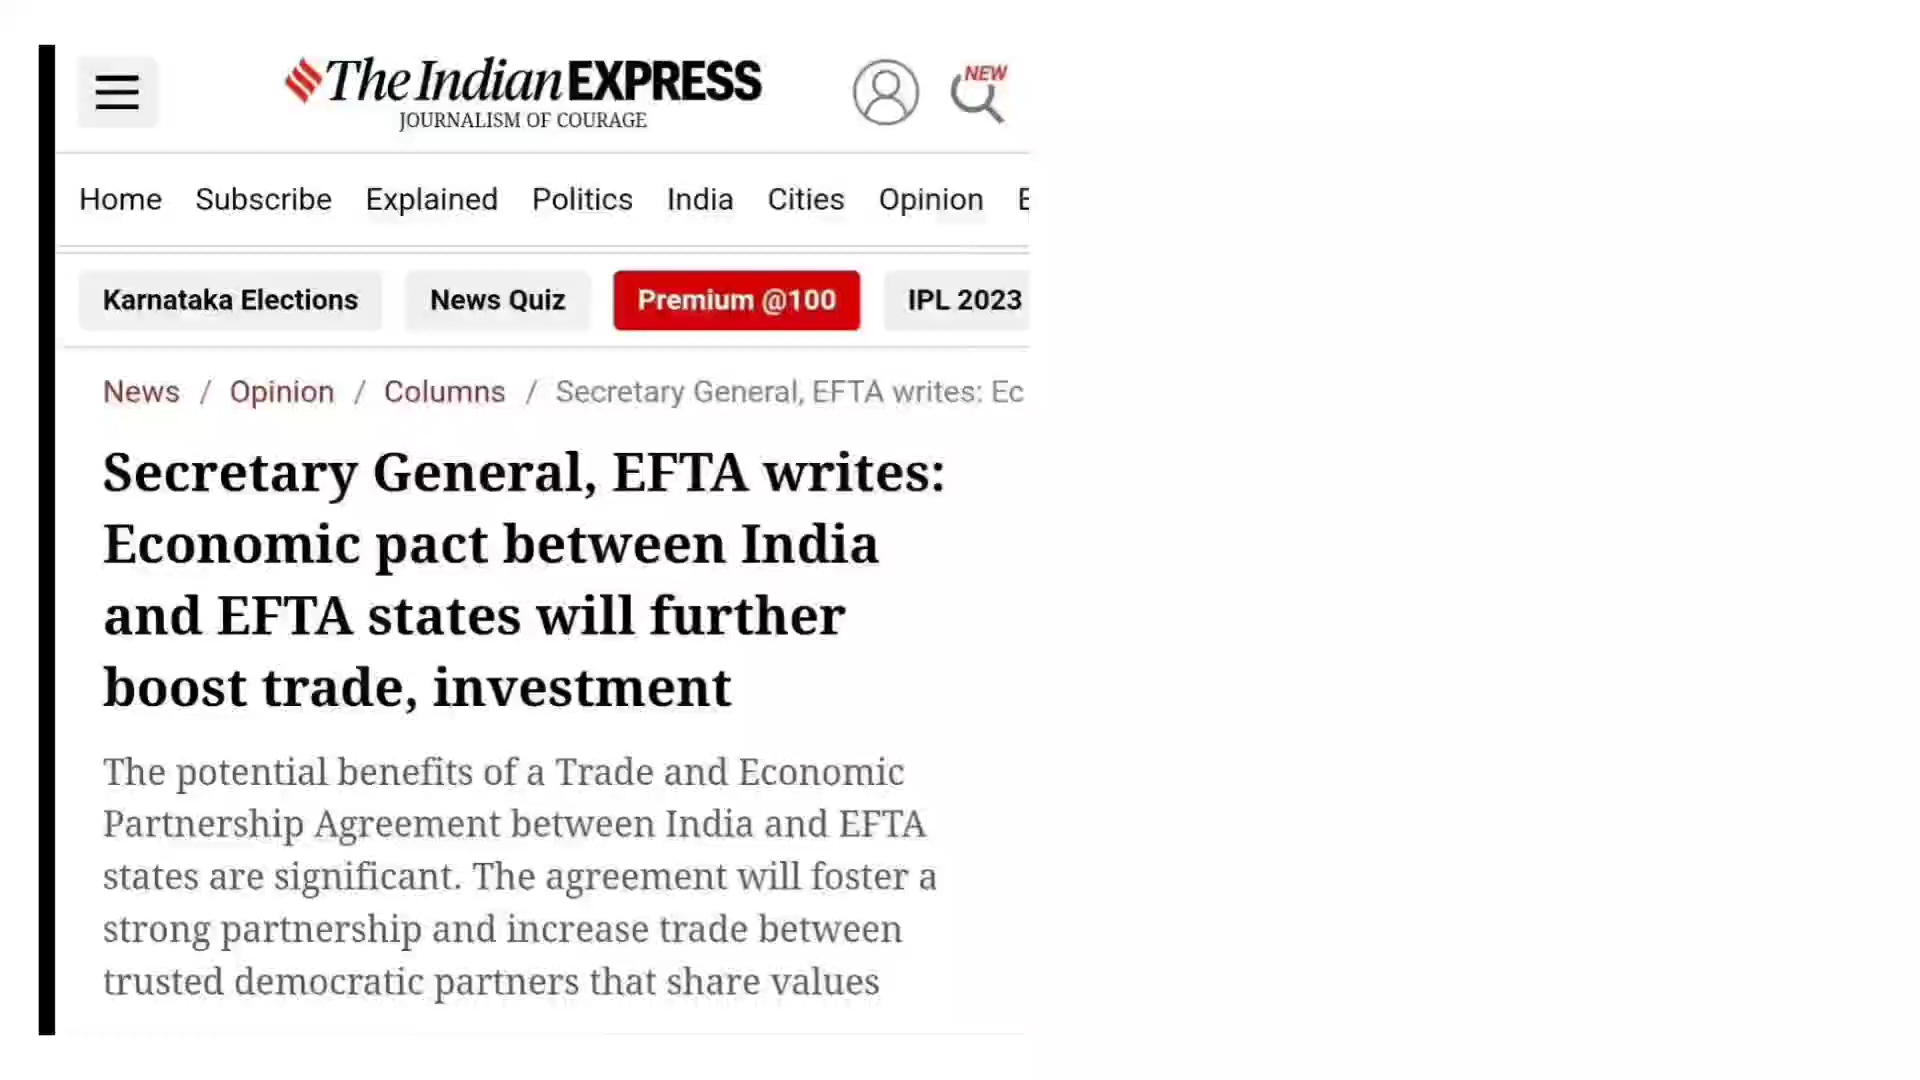 The Indian EXPRESS
JOURNALISM OF COURAGE
NEW
Home Subscribe Explained Politics India Cities Opinion E
Karnataka Elections News Quiz Premium @100 IPL 2023
News / Opinion / Columns / Secretary General, EFTA writes: Ec
Secretary General, EFTA writes:
Economic pact between India
and EFTA states will further
boost trade, investment
The potential benefits of a Trade and Economic
Partnership Agreement between India and EFTA
states are significant. The agreement will foster a
strong partnership and increase trade between
trusted democratic partners that share values